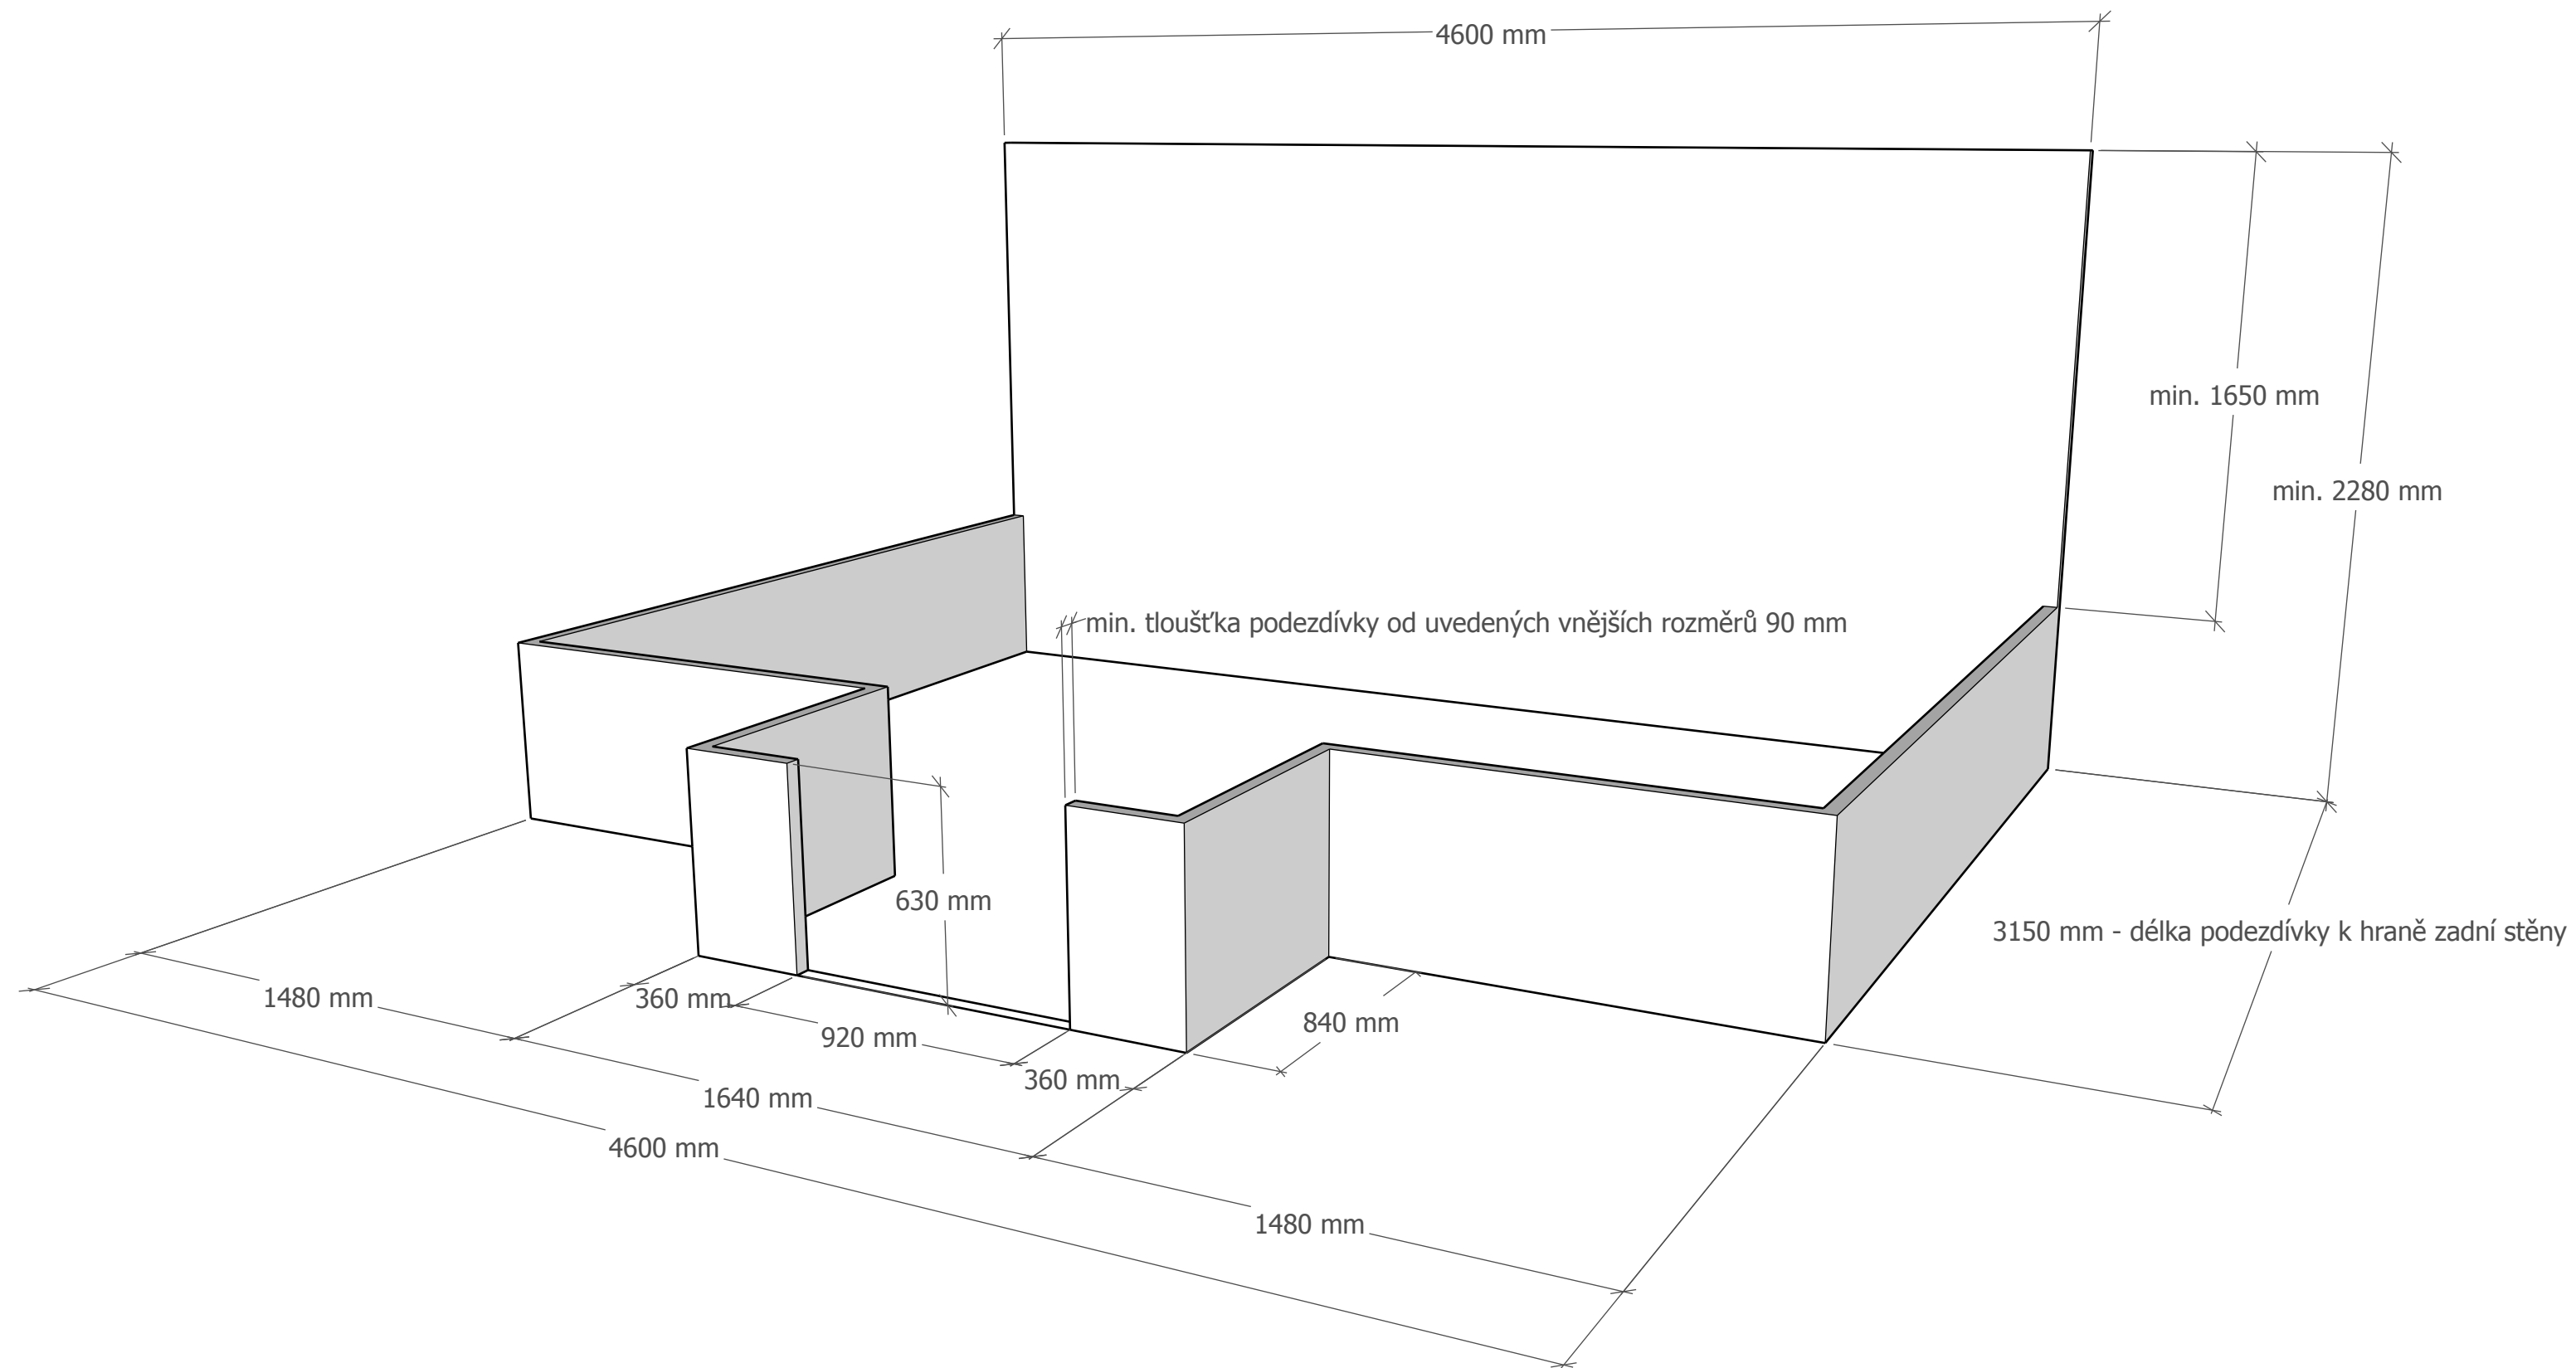 4600 mm
min. 1650 mm
min. 2280 mm
min. tloušťka podezdívky od uvedených vnějších rozměrů 90 mm
630 mm
3150 mm - délka podezdívky k hraně zadní stěny
1480 mm
360 mm
920 mm
840 mm
360 mm
1640 mm
4600 mm
1480 mm